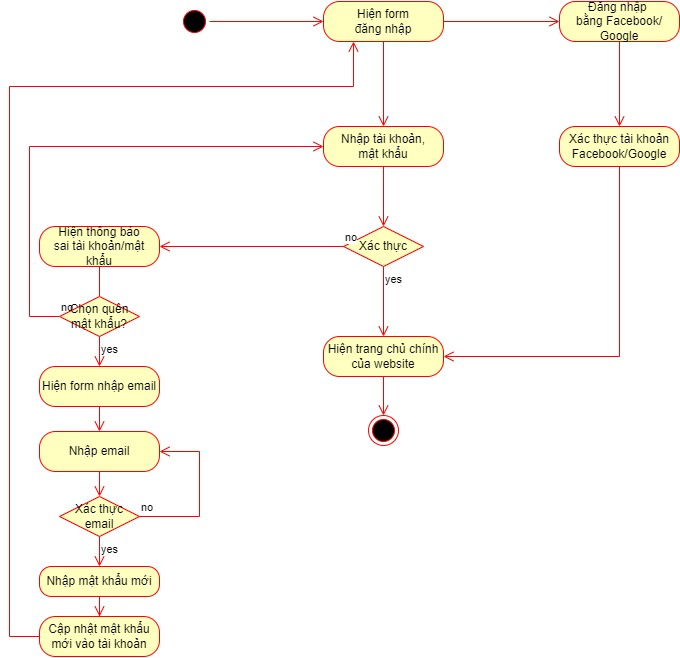 Hiện form
đăng nhập
Đăng nhập
bằng Facebook/
Google
Nhập tài khoản,
mật khẩu
Xác thực tài khoản
Facebook/Google
Hiện thông báo
sai tài khoản/mật
khẩu
no
Xác thực
yes
no
Chọn quên
mật khẩu?
yes
Hiện trang chủ chính
của website
Hiện form nhập email
Nhập email
Xác thực
email
no
yes
Nhập mật khẩu mới
Cập nhật mật khẩu
mới vào tài khoản